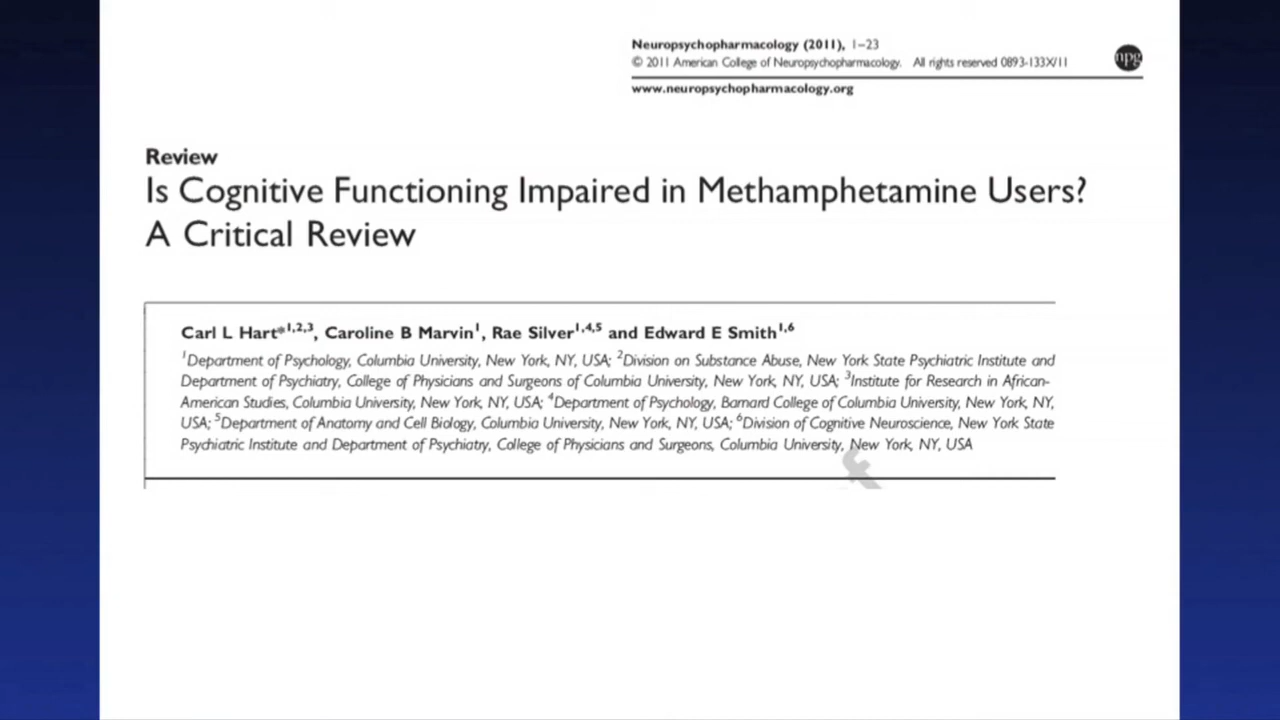 Neuropsychopharmacology (2011), 1–23
© 2011 American College of Neuropsychopharmacology. All rights reserved 0893-133X/11
npg
www.neuropsychopharmacology.org
Review
Is Cognitive Functioning Impaired in Methamphetamine Users?
A Critical Review
Carl L Hart*1,2,3, Caroline B Marvin1, Rae Silver1,4,5 and Edward E Smith1,6
1Department of Psychology, Columbia University, New York, NY, USA; 2Division on Substance Abuse, New York State Psychiatric Institute and
Department of Psychiatry, College of Physicians and Surgeons of Columbia University, New York, NY, USA; 3Institute for Research in African-
American Studies, Columbia University, New York, NY, USA; 4Department of Psychology, Barnard College of Columbia University, New York, NY,
USA; 5Department of Anatomy and Cell Biology, Columbia University, New York, NY, USA; 6Division of Cognitive Neuroscience, New York State
Psychiatric Institute and Department of Psychiatry, College of Physicians and Surgeons, Columbia University, New York, NY, USA